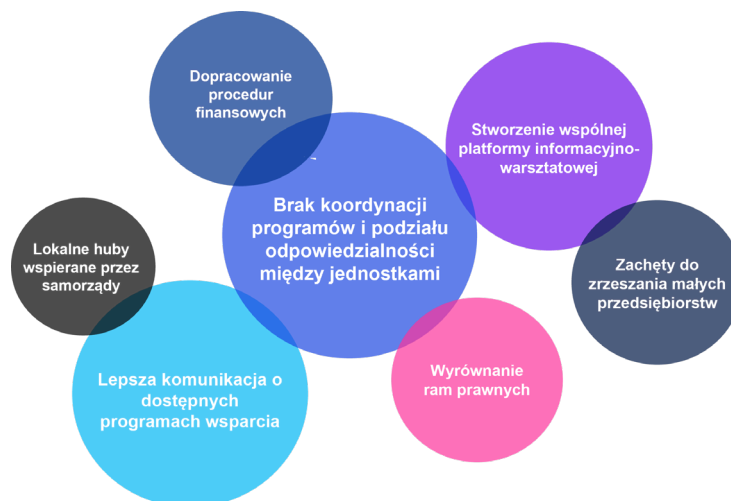 Dopracowanie
procedur
finansowych
Stworzenie wspólnej
platformy informacyjno-
warsztatowej
~
Brak koordynacji
programów i podziału
odpowiedzialności
między jednostkami
Lokalne huby
wspierane przez
samorządy
Zachęty do
zrzeszania małych
przedsiębiorstw
Lepsza komunikacja o
dostępnych
programach wsparcia
Wyrównanie
ram prawnych